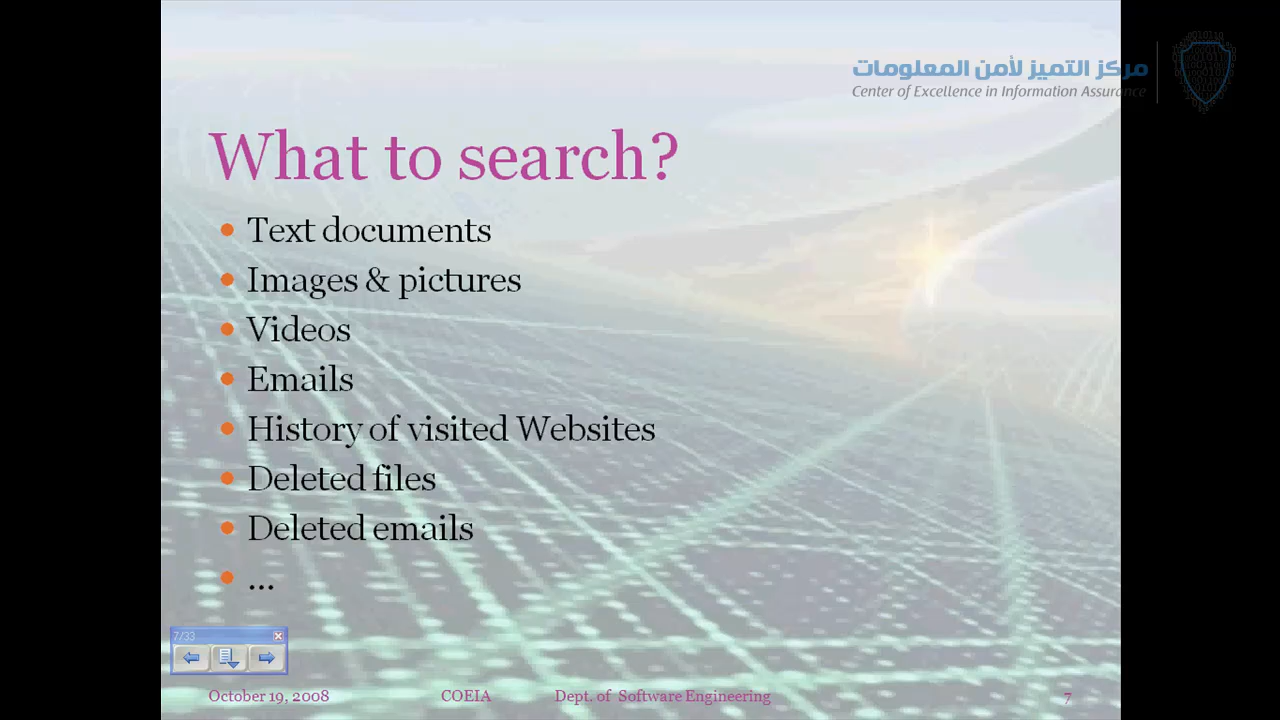 مركز التميز لأمن المعلومات
Center of Excellence in Information Assurance
What to search?
• Text documents
• Images & pictures
• Videos
• Emails
• History of visited Websites
• Deleted files
• Deleted emails
• ...
7/33
October 19, 2008 COEIA Dept. of Software Engineering 7